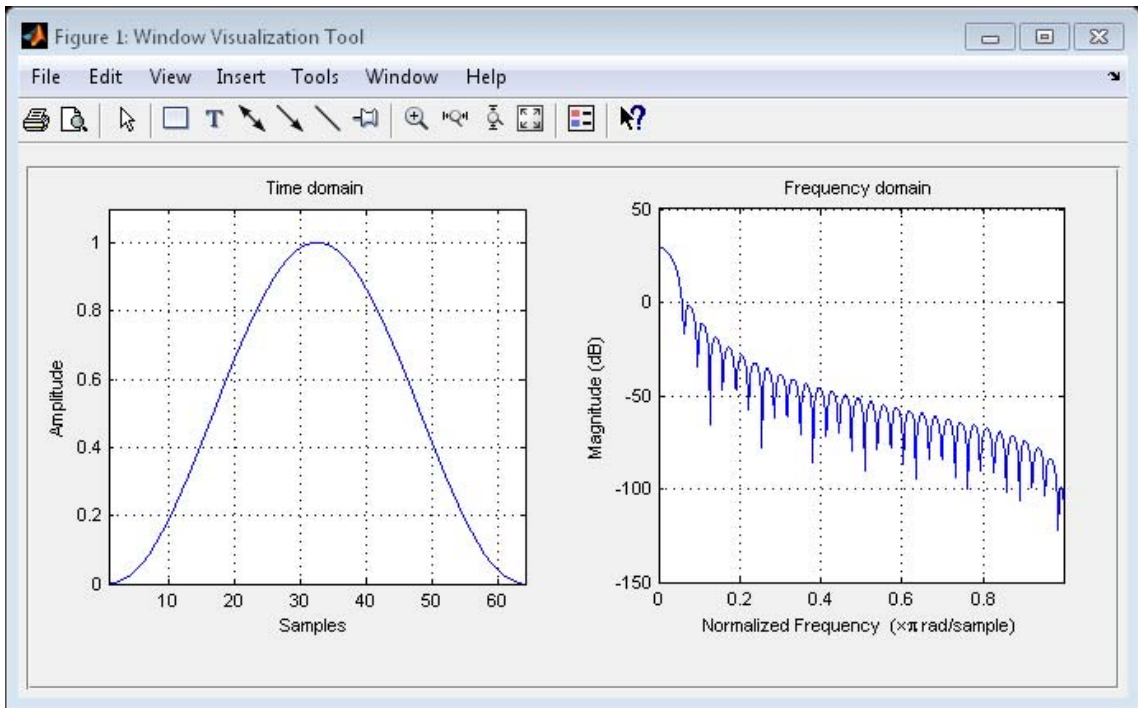 Figure 1: Window Visualization Tool
File Edit View Insert Tools Window Help
T
?
Time domain
1
0.8
0.6
0.4
0.2
0
Amplitude
10 20 30 40 50 60
Samples
Frequency domain
50
0
-50
-100
-150
Magnitude (dB)
0 0.2 0.4 0.6 0.8
Normalized Frequency (×π rad/sample)